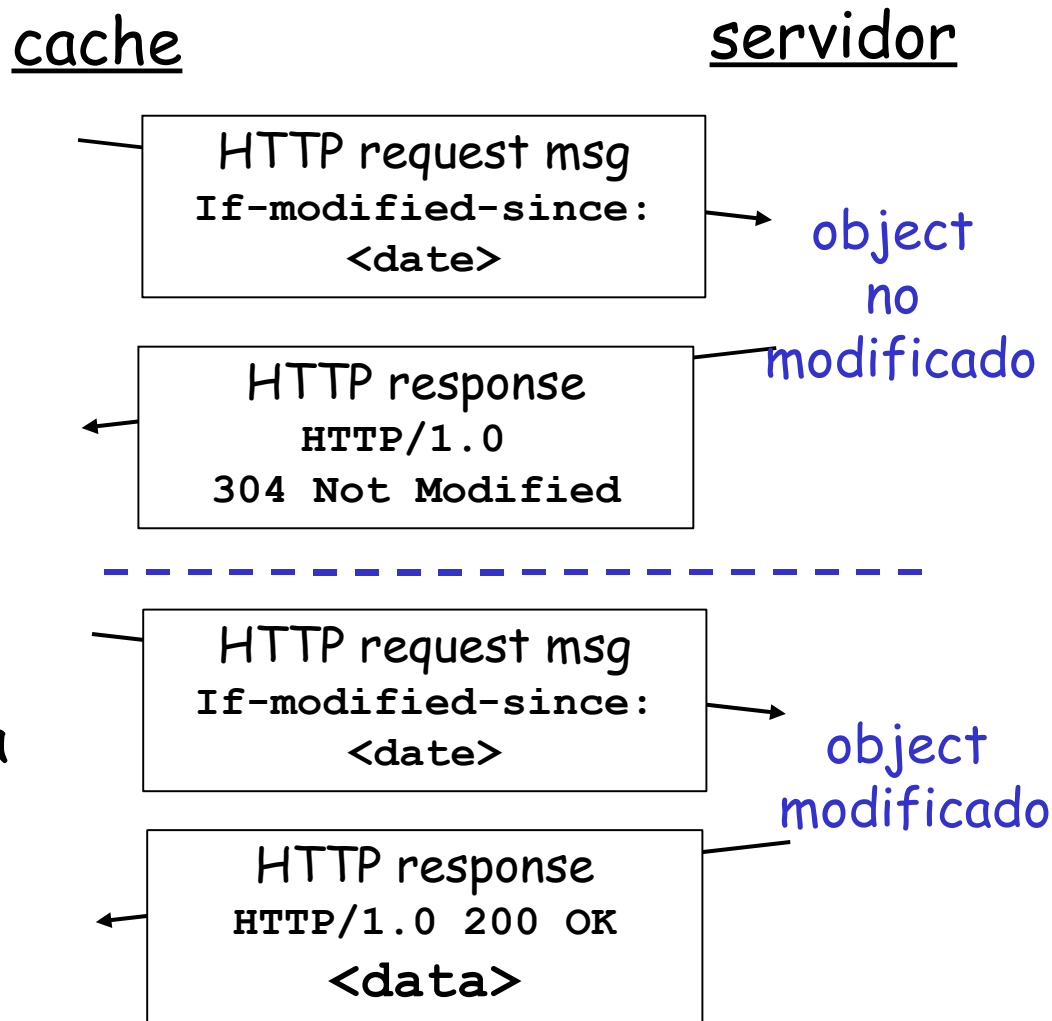 cache
servidor
HTTP request msg
If-modified-since:
<date>
object
no
modificado
HTTP response
HTTP/1.0
304 Not Modified
HTTP request msg
If-modified-since:
<date>
object
modificado
HTTP response
HTTP/1.0 200 OK
<data>